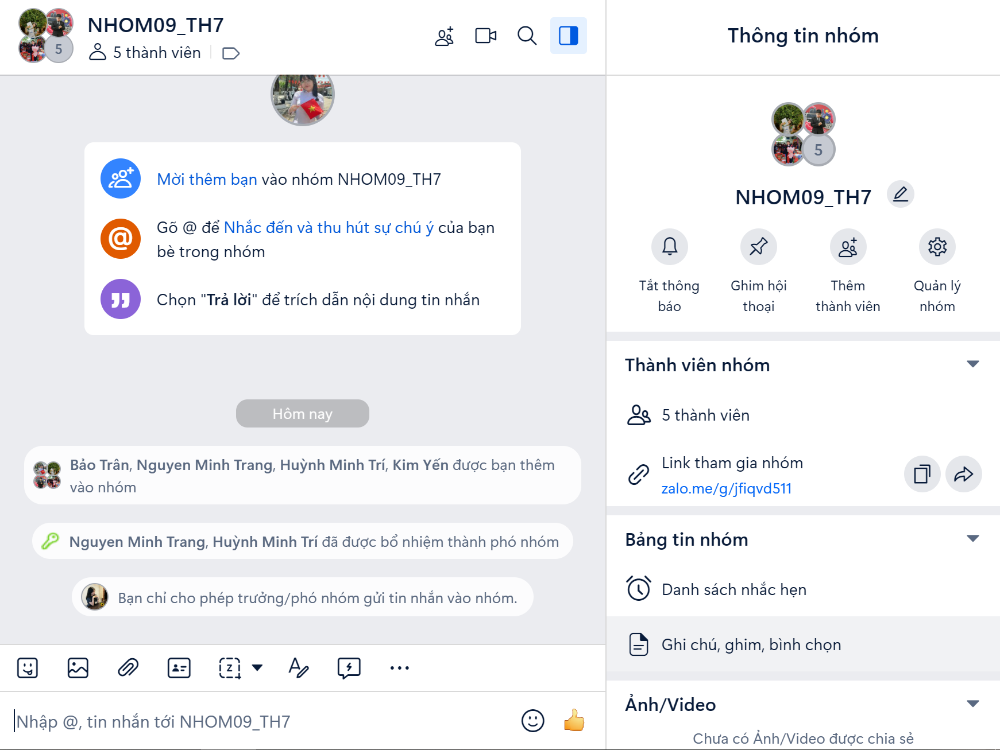 NHOM09_TH7
5
5 thành viên
Mời thêm bạn vào nhóm NHOM09_TH7
@
Gõ @ để Nhắc đến và thu hút sự chú ý của bạn
bè trong nhóm
Chọn "Trả lời" để trích dẫn nội dung tin nhắn
Hôm nay
Bảo Trân, Nguyen Minh Trang, Huỳnh Minh Trí, Kim Yến được bạn thêm
vào nhóm
Nguyen Minh Trang, Huỳnh Minh Trí đã được bổ nhiệm thành phó nhóm
Bạn chỉ cho phép trưởng/phó nhóm gửi tin nhắn vào nhóm.
Z
Nhập @, tin nhắn tới NHOM09_TH7
Thông tin nhóm
5
NHOM09_TH7
Tắt thông
báo
Ghim hội
thoại
Thêm
thành viên
Quản lý
nhóm
Thành viên nhóm
5 thành viên
Link tham gia nhóm
zalo.me/g/jfiqvd511
Bảng tin nhóm
Danh sách nhắc hẹn
Ghi chú, ghim, bình chọn
Ảnh/Video
Chưa có Ảnh/Video được chia sẻ